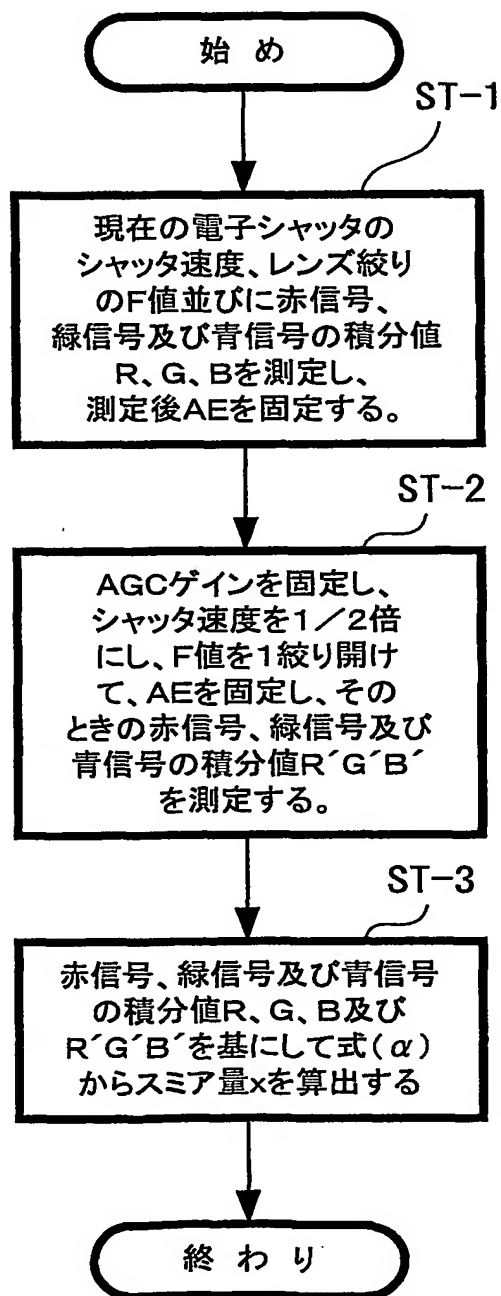 始 め
ST-1
現在の電子シャッタの
シャッタ速度、レンズ絞り
のF値並びに赤信号、
緑信号及び青信号の積分値
R、G、Bを測定し、
測定後AEを固定する。
ST-2
AGCゲインを固定し、
シャッタ速度を1/2倍
にし、F値を1絞り開け
て、AEを固定し、その
ときの赤信号、緑信号及び
青信号の積分値R´G´B´
を測定する。
ST-3
赤信号、緑信号及び青信号
の積分値R、G、B及び
R´G´B´を基にして式(α)
からスミア量xを算出する
終 わ り